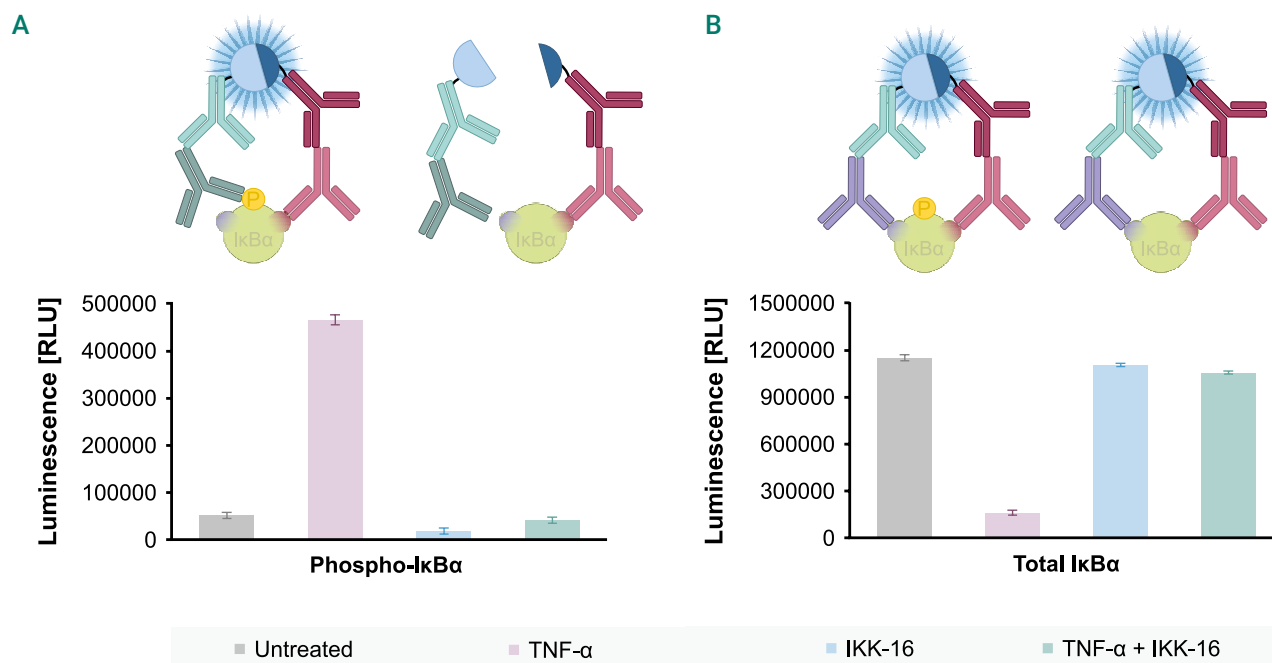 A
B
P
IκBα
IκBα
P
IκBα
IκBα
Luminescence [RLU]
500000
400000
300000
200000
100000
0
Phospho-IκBα
Luminescence [RLU]
1500000
1200000
900000
600000
300000
0
Total IκBα
Untreated
TNF-α
IKK-16
TNF-α + IKK-16